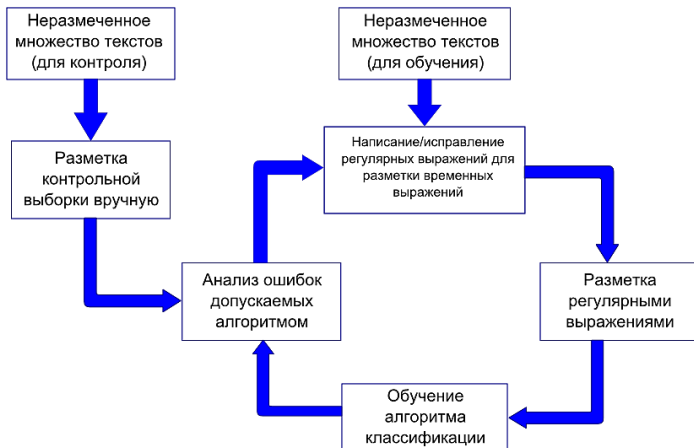 Неразмеченное
множество текстов
(для контроля)
Неразмеченное
множество текстов
(для обучения)
Разметка
контрольной
выборки вручную
Написание/исправление
регулярных выражений для
разметки временных
выражений
Анализ ошибок
допускаемых
алгоритмом
Разметка
регулярными
выражениями
Обучение
алгоритма
классификации